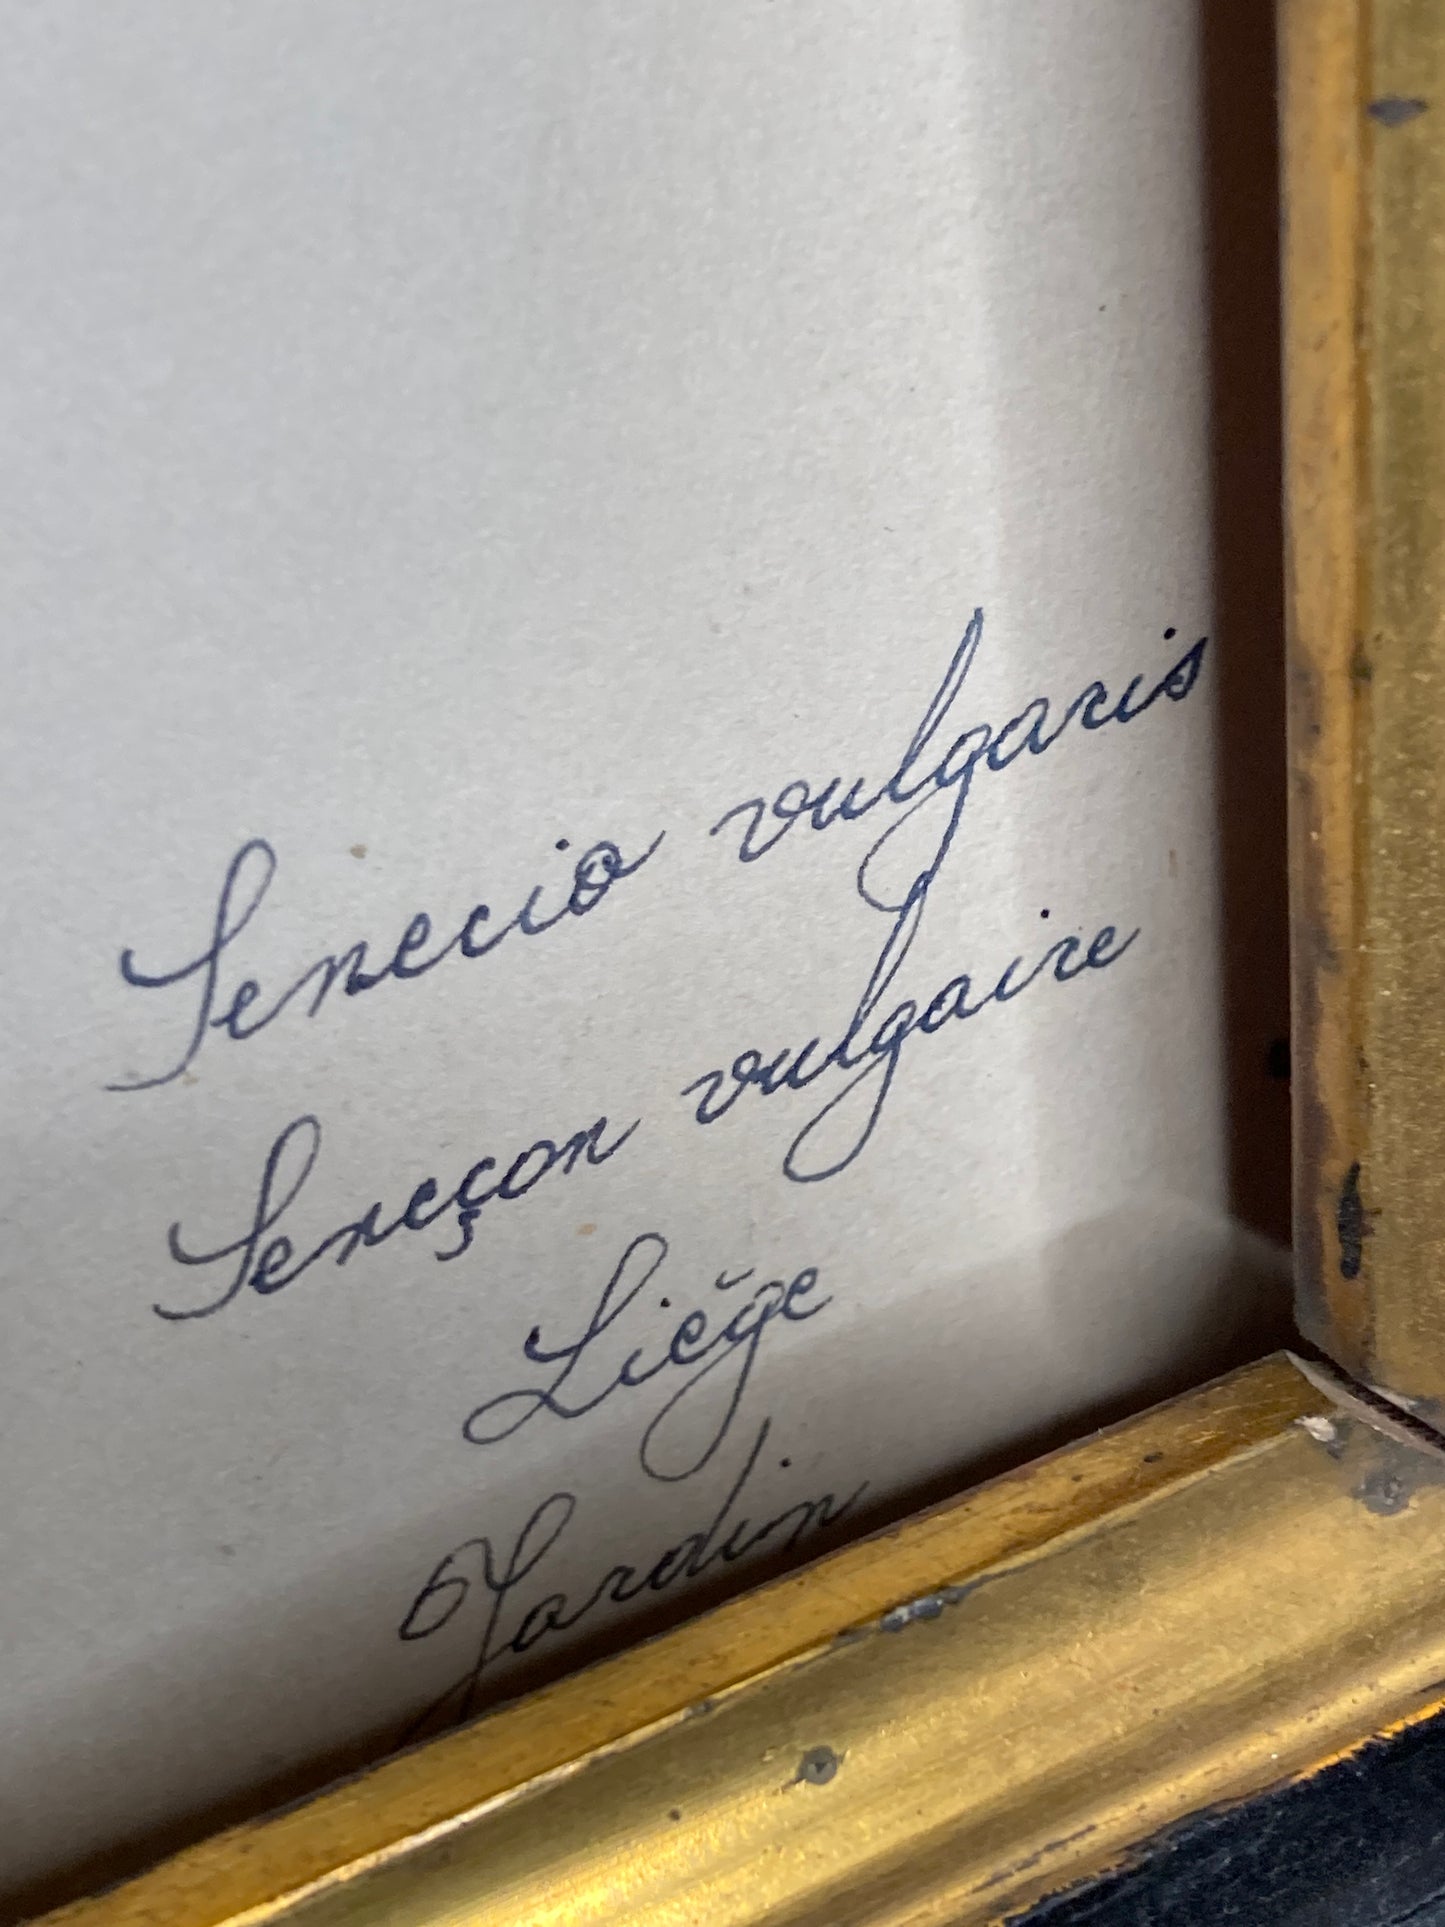 Senecio vulgaris
Seneçon vulgaire
Liège
Jardin